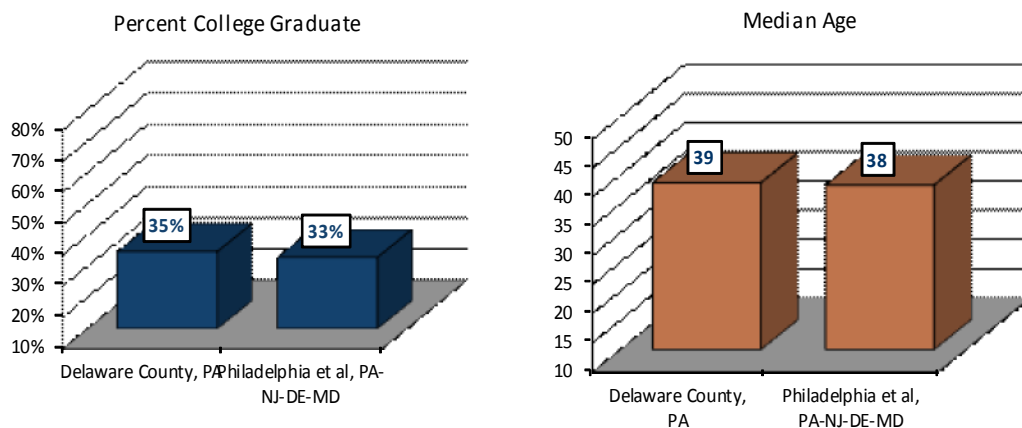 Percent College Graduate
80%
70%
60%
50%
40%
30%
20%
10%
35%
33%
Delaware County, PA
Philadelphia et al, PA-
NJ-DE-MD
Median Age
50
45
40
35
30
25
20
15
10
39
38
Delaware County,
PA
Philadelphia et al,
PA-NJ-DE-MD